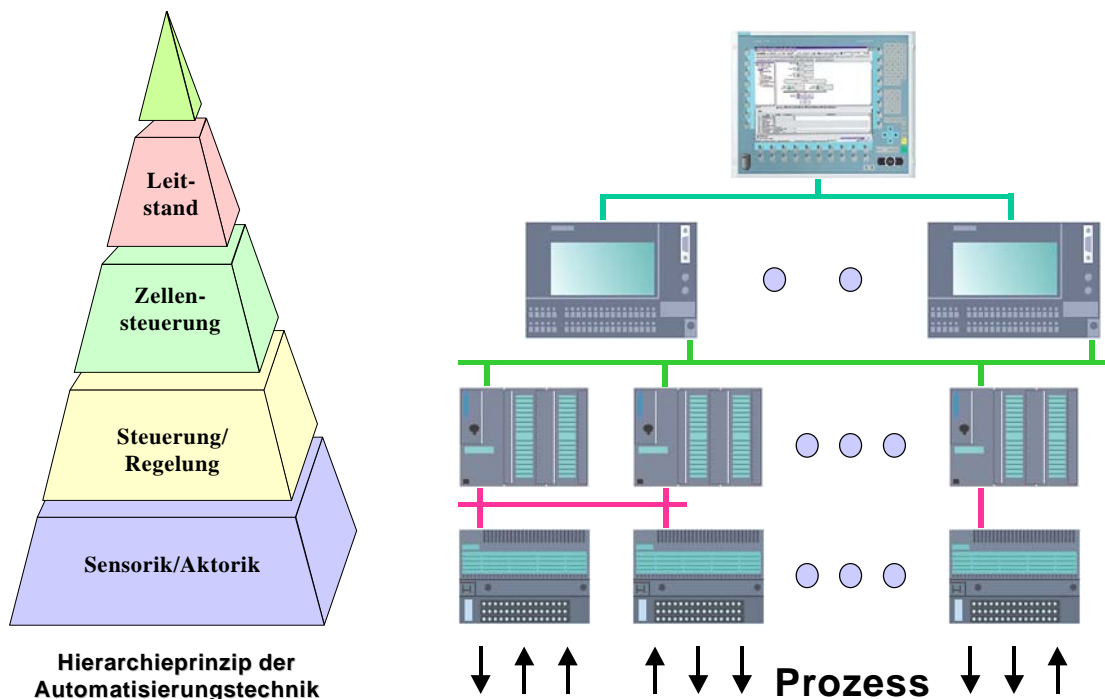 Leit-
stand
Zellen-
steuerung
Steuerung/
Regelung
Sensorik/Aktorik
Hierarchieprinzip der
Automatisierungstechnik
Prozess